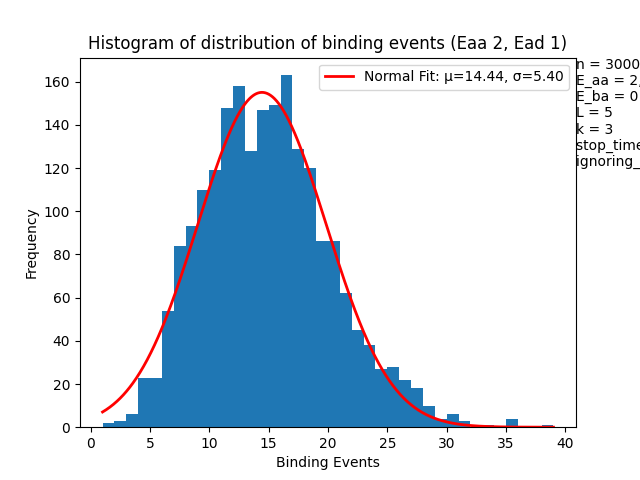 Histogram of distribution of binding events (Eaa 2, Ead 1)
Normal Fit: μ=14.44, σ=5.40
n = 3000
E_aa = 2,
E_ba = 0
L = 5
k = 3
stop_time
ignoring_
Frequency
160
140
120
100
80
60
40
20
0
0 5 10 15 20 25 30 35 40
Binding Events